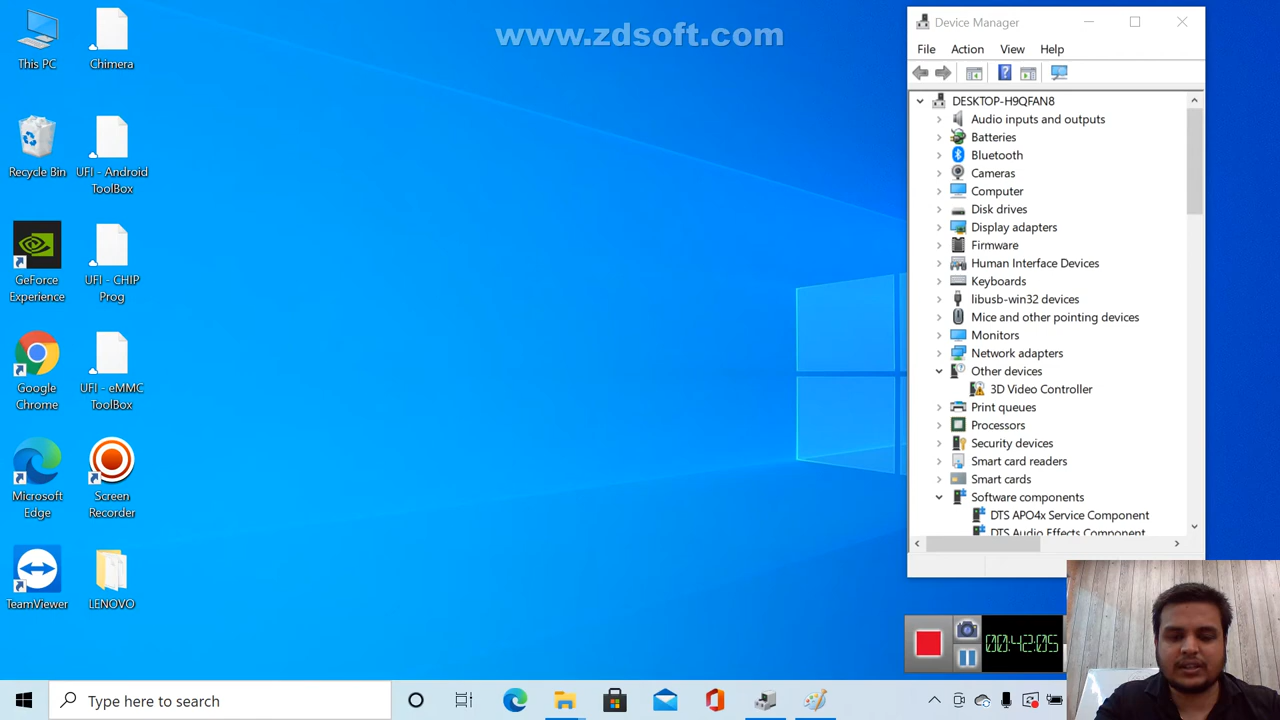 www.zdsoft.com
This PC
Chimera
Recycle Bin
UFI - Android
ToolBox
GeForce
Experience
UFI - CHIP
Prog
Google
Chrome
UFI - eMMC
ToolBox
Microsoft
Edge
Screen
Recorder
TeamViewer
LENOVO
Device Manager
File Action View Help
DESKTOP-H9QFAN8
Audio inputs and outputs
Batteries
Bluetooth
Cameras
Computer
Disk drives
Display adapters
Firmware
Human Interface Devices
Keyboards
libusb-win32 devices
Mice and other pointing devices
Monitors
Network adapters
Other devices
3D Video Controller
Print queues
Processors
Security devices
Smart card readers
Smart cards
Software components
DTS APO4x Service Component
DTS Audio Effects Component
00:42:05
Type here to search